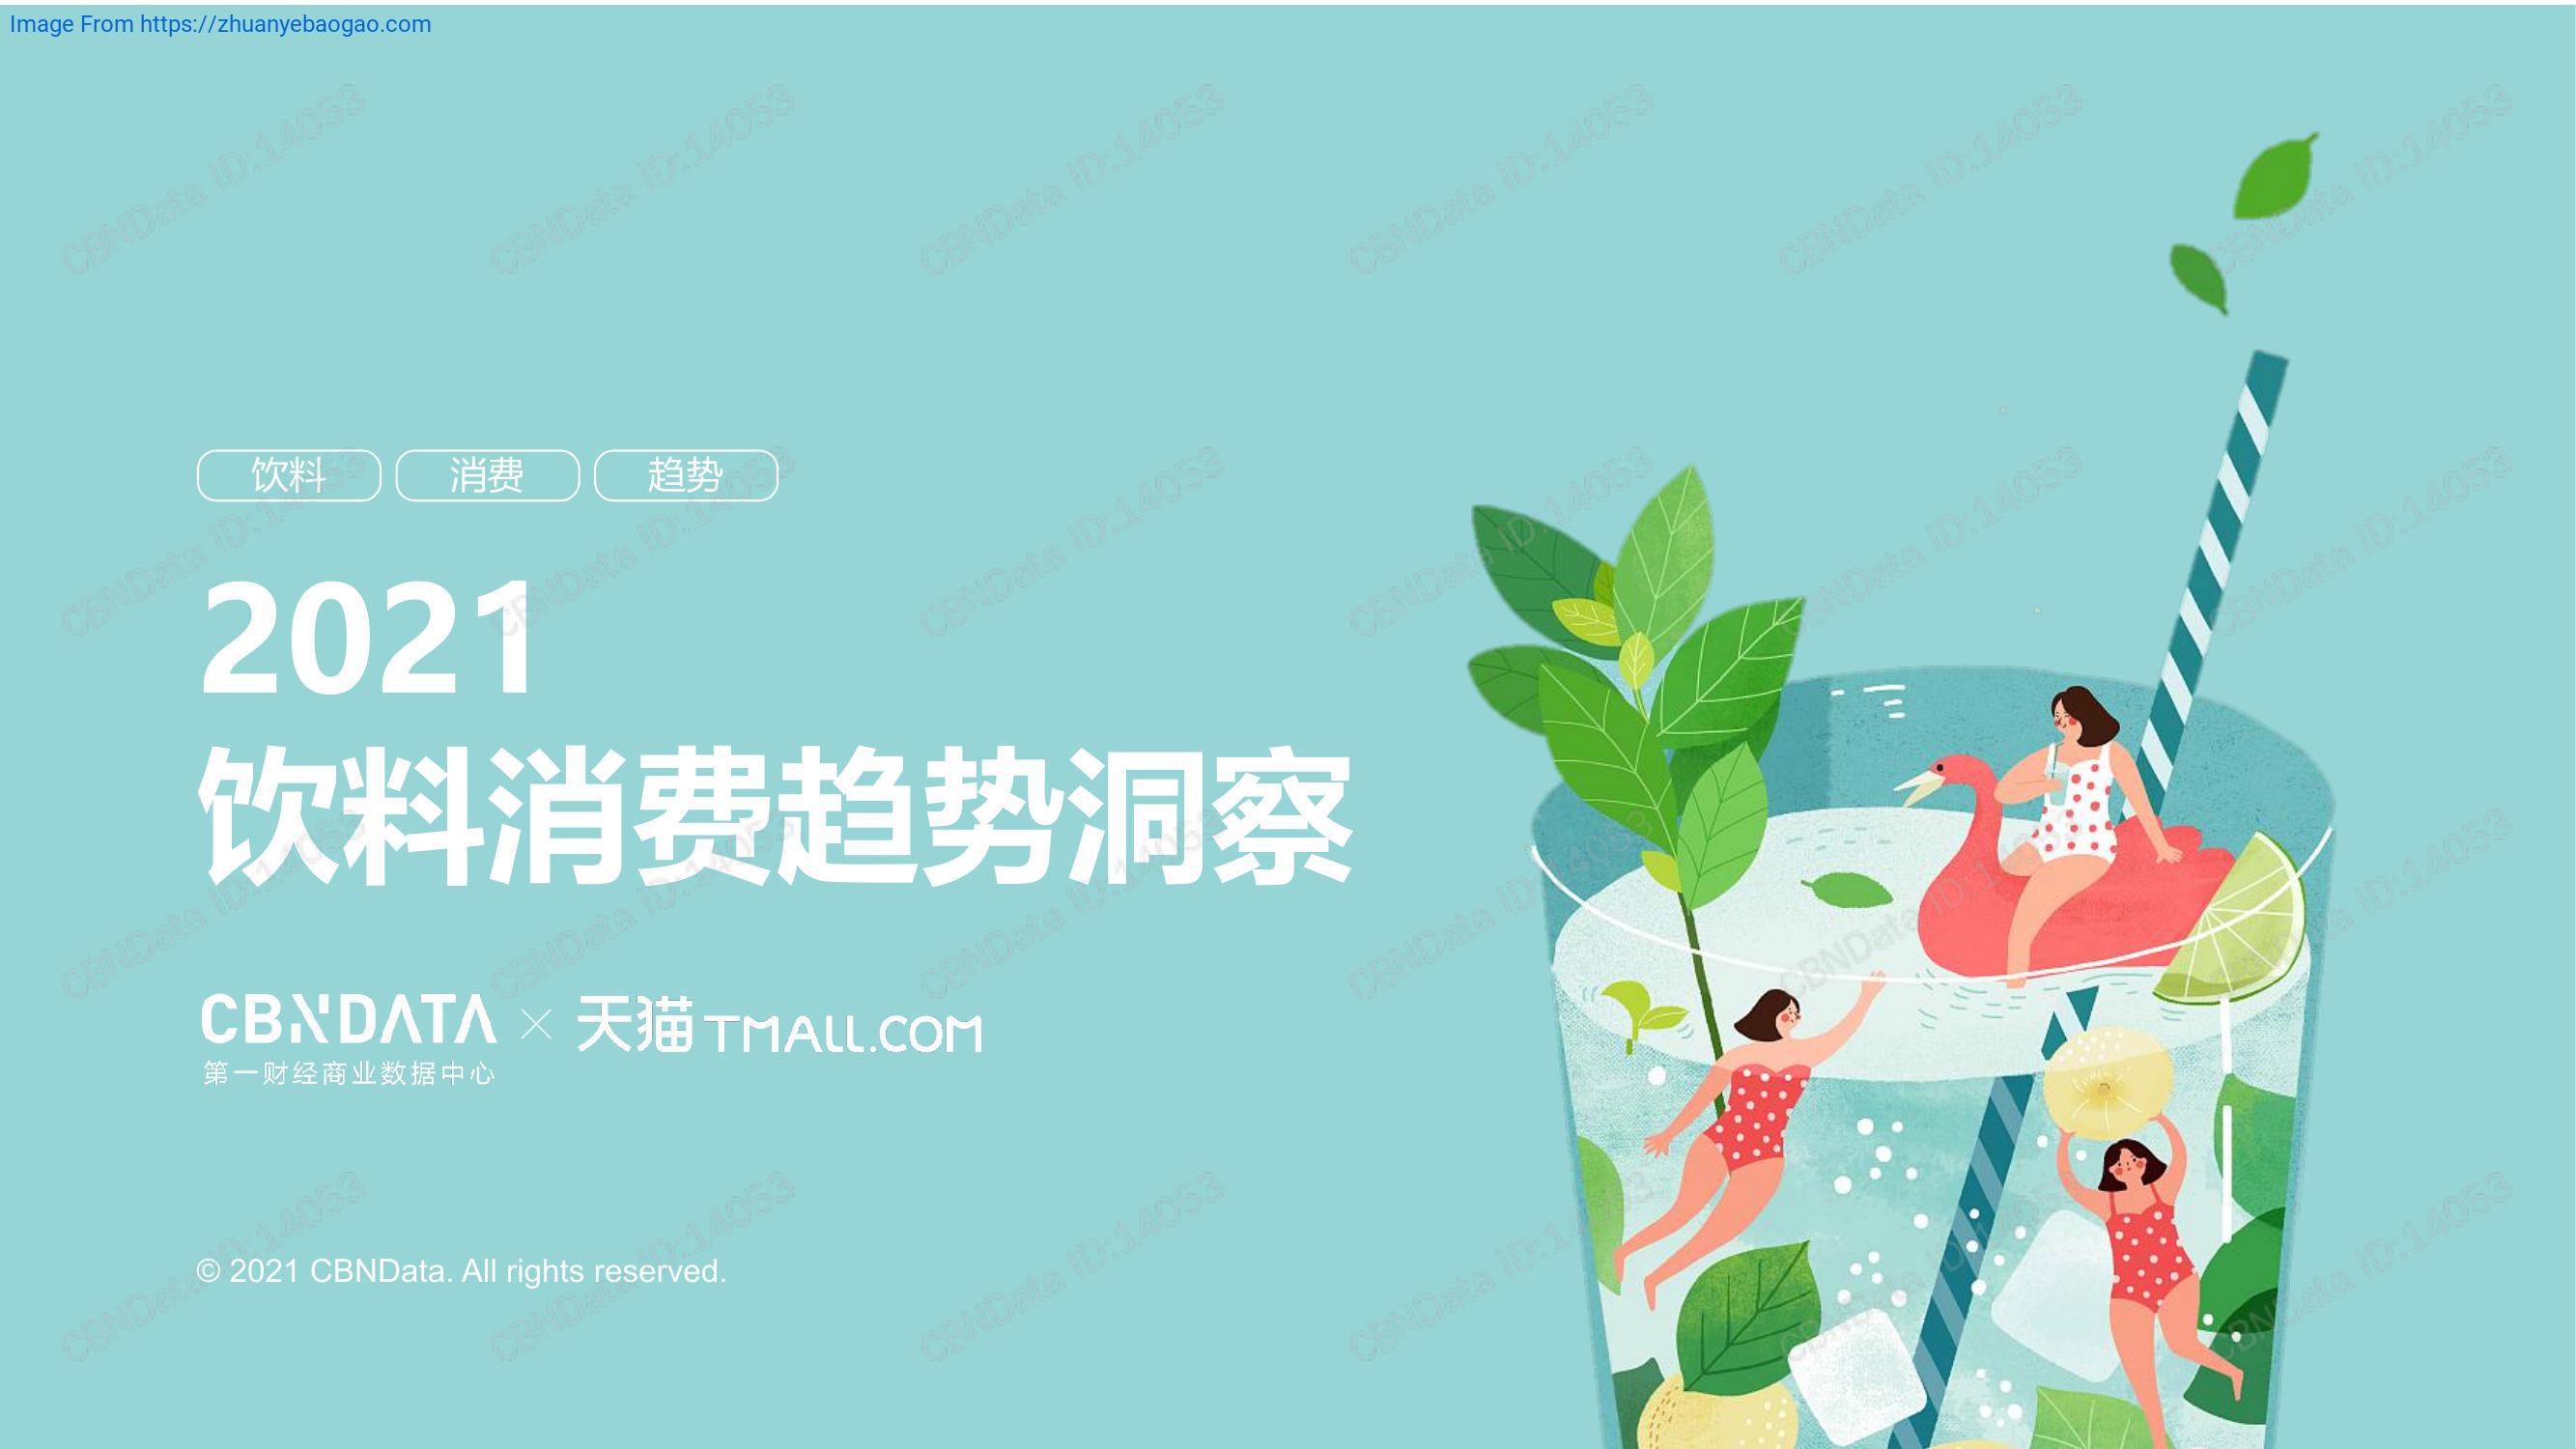 Image From https://zhuanyebaogao.com
饮料 消费 趋势
2021
饮料消费趋势洞察
CBNDATA × 天猫 TMALL.COM
第一财经商业数据中心
© 2021 CBNData. All rights reserved.
CBNData ID:14053